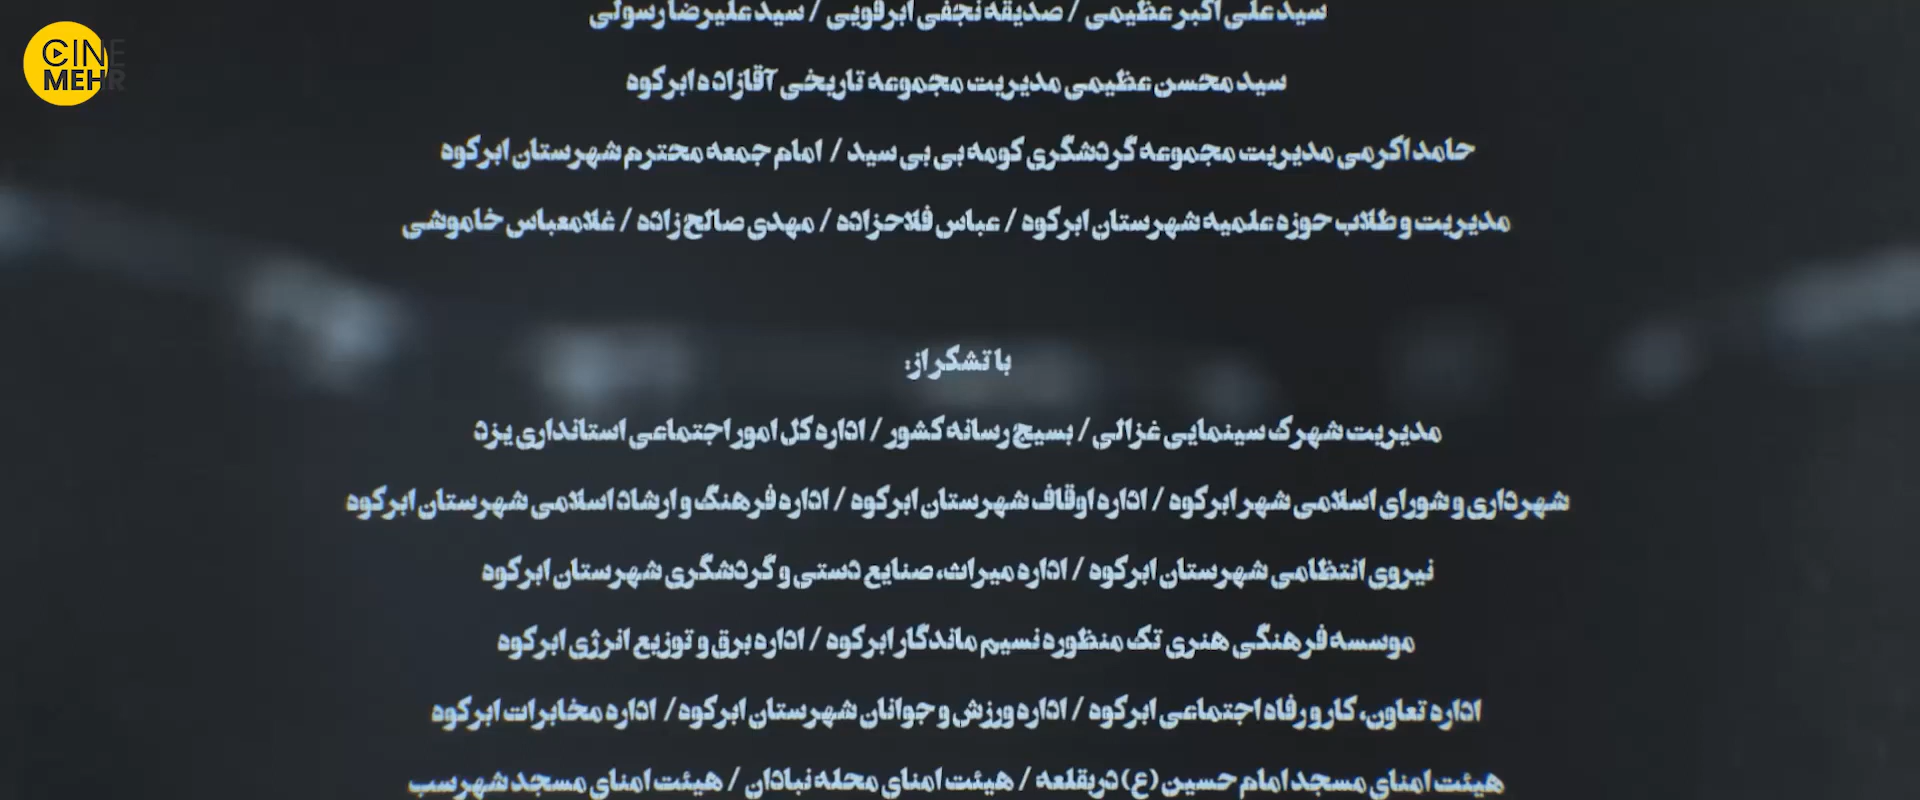 CINE
MEHR
سید علی اکبر عظیمی / صدیقه نجفی ابرقویی / سید علیرضا رسولی
سید محسن عظیمی مدیریت مجموعه تاریخی آقازاده ابرکوه
حامد اکرمی مدیریت مجموعه گردشگری کومه بی بی سید / امام جمعه محترم شهرستان ابرکوه
مدیریت و طلاب حوزه علمیه شهرستان ابرکوه / عباس فلاحزاده / مهدی صالح زاده / غلامعباس خاموشی
با تشکر از:
مدیریت شهرک سینمایی غزالی / بسیج رسانه کشور / اداره کل امور اجتماعی استانداری یزد
شهرداری و شورای اسلامی شهر ابرکوه / اداره اوقاف شهرستان ابرکوه / اداره فرهنگ و ارشاد اسلامی شهرستان ابرکوه
نیروی انتظامی شهرستان ابرکوه / اداره میراث، صنایع دستی و گردشگری شهرستان ابرکوه
موسسه فرهنگی هنری تک منظوره نسیم ماندگار ابرکوه / اداره برق و توزیع انرژی ابرکوه
اداره تعاون، کار و رفاه اجتماعی ابرکوه / اداره ورزش و جوانان شهرستان ابرکوه / اداره مخابرات ابرکوه
هیئت امنای مسجد امام حسین (ع) دربقلعه / هیئت امنای محله نبادان / هیئت امنای مسجد شهرسب